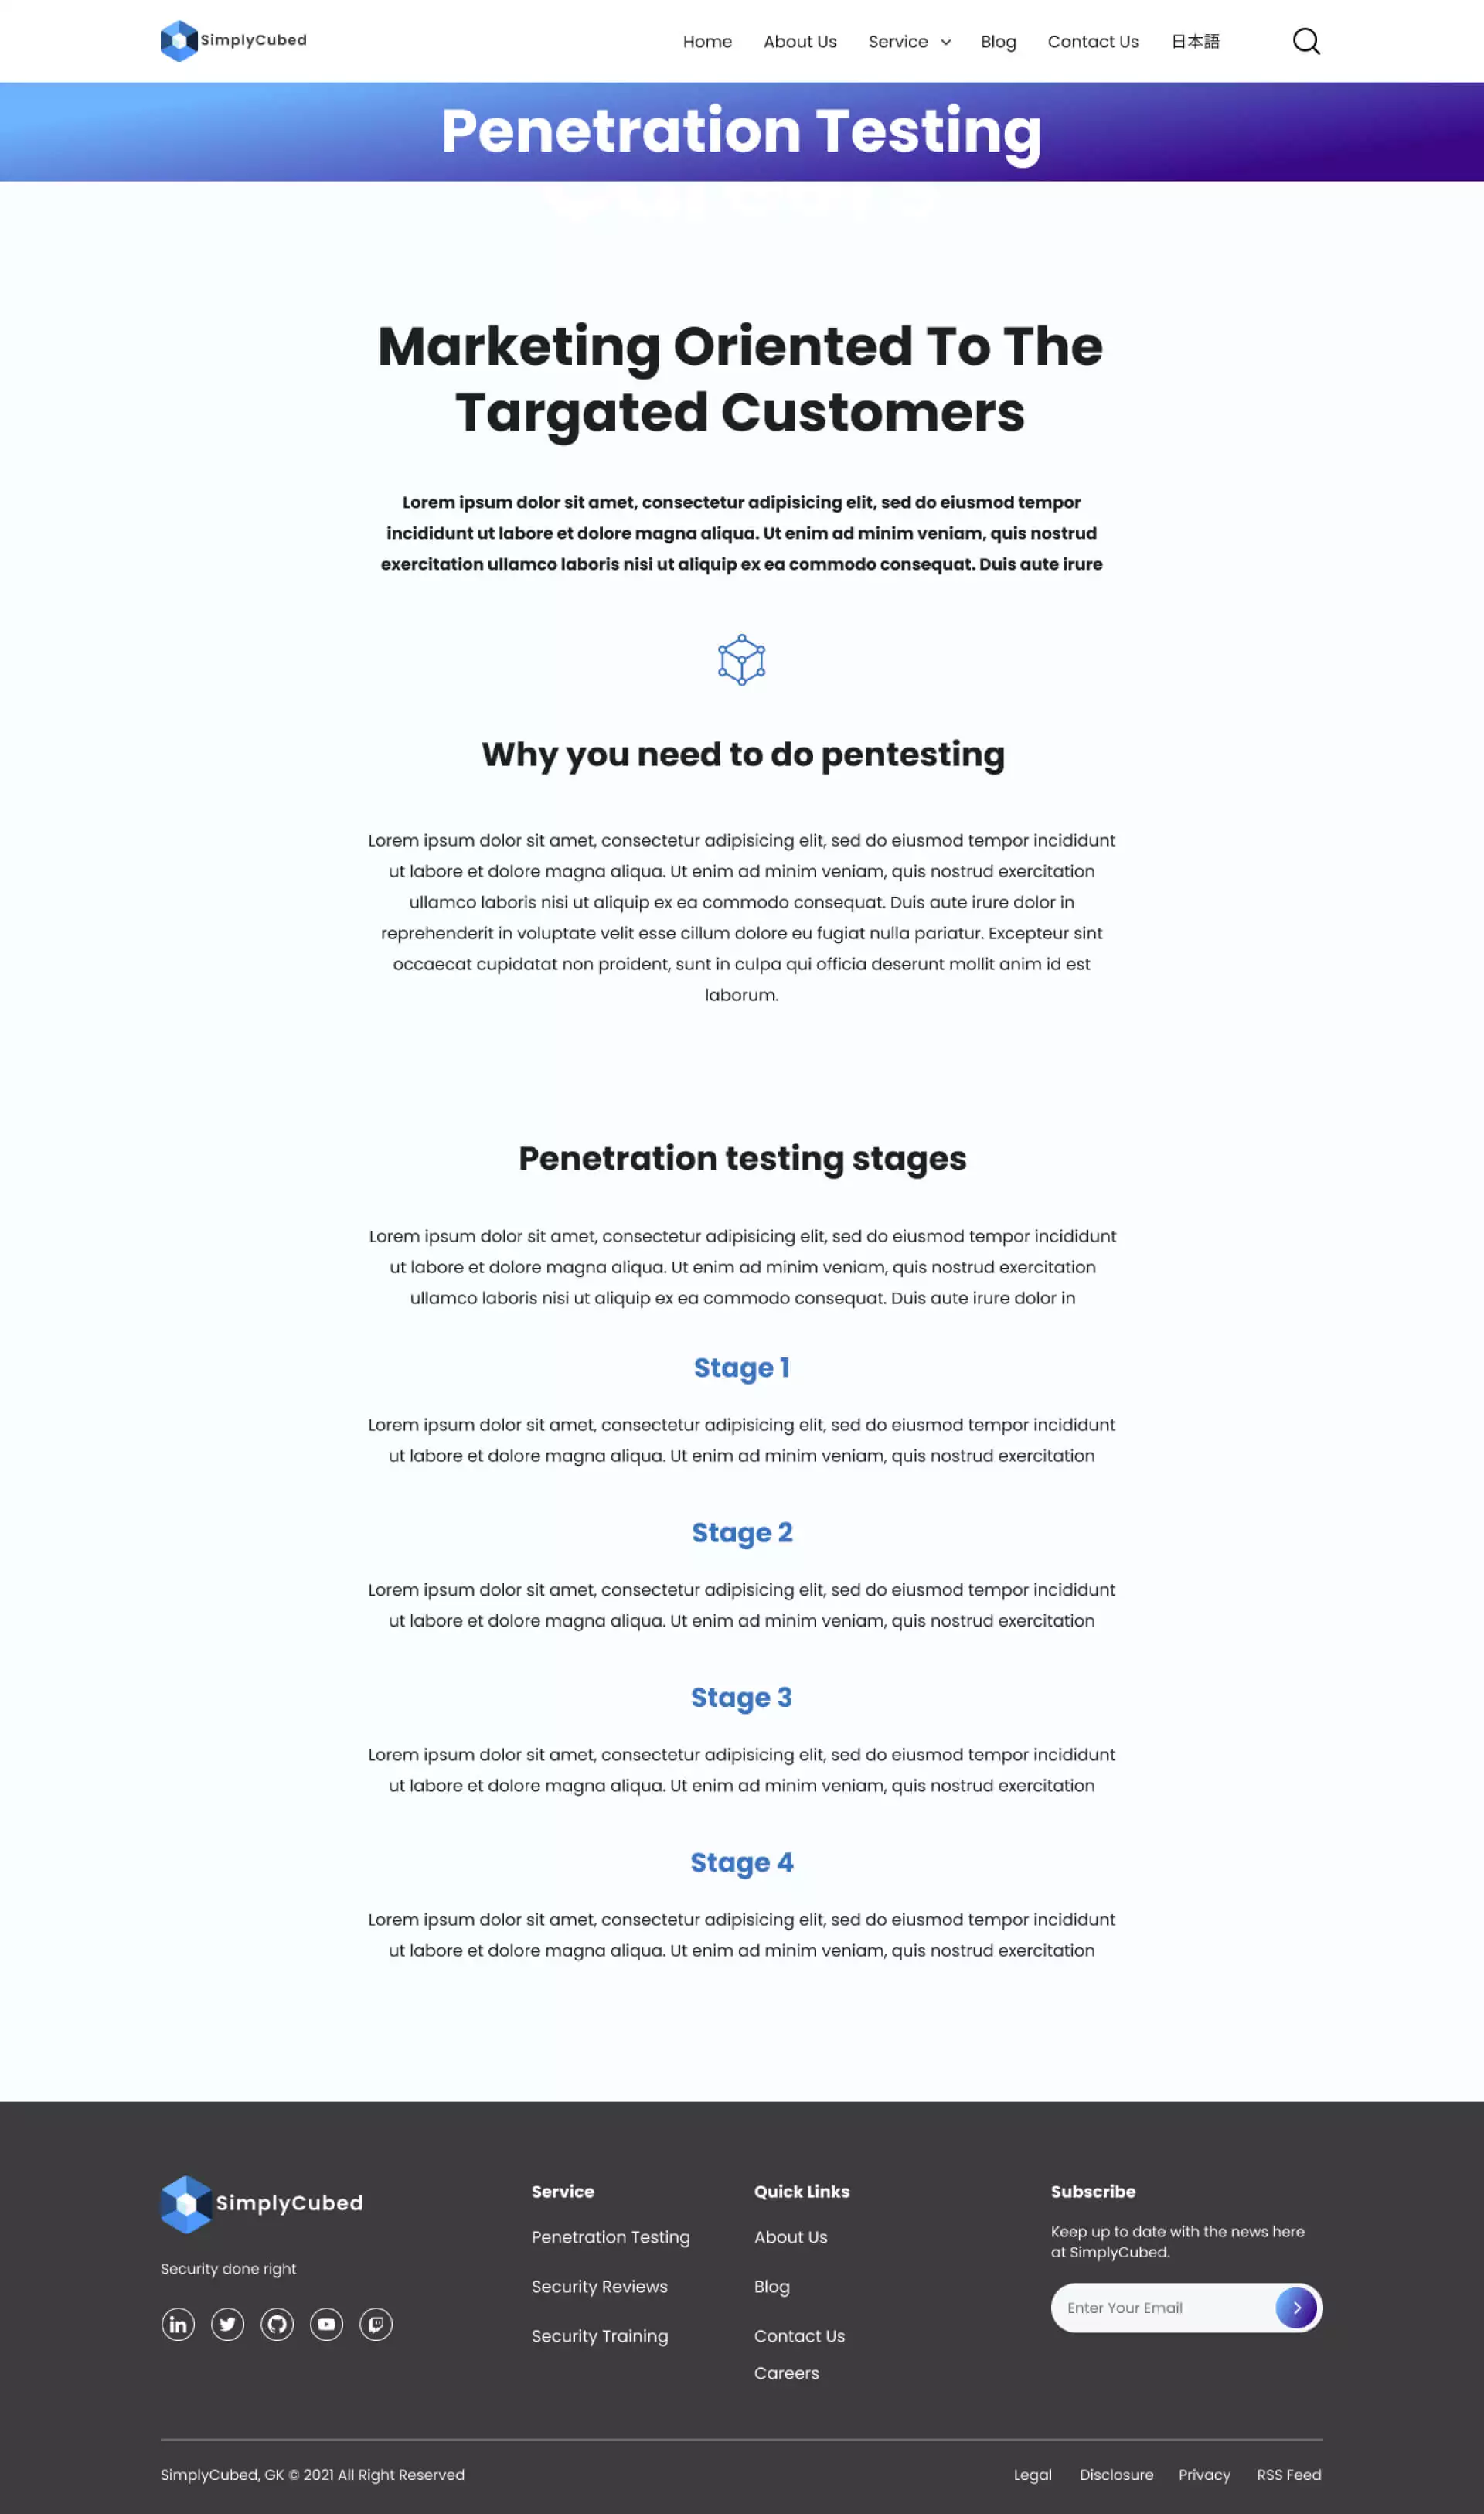 SimplyCubed
Home About Us Service Blog Contact Us 日本語
Penetration Testing
Marketing Oriented To The
Targated Customers
Lorem ipsum dolor sit amet, consectetur adipisicing elit, sed do eiusmod tempor
incididunt ut labore et dolore magna aliqua. Ut enim ad minim veniam, quis nostrud
exercitation ullamco laboris nisi ut aliquip ex ea commodo consequat. Duis aute irure
Why you need to do pentesting
Lorem ipsum dolor sit amet, consectetur adipisicing elit, sed do eiusmod tempor incididunt
ut labore et dolore magna aliqua. Ut enim ad minim veniam, quis nostrud exercitation
ullamco laboris nisi ut aliquip ex ea commodo consequat. Duis aute irure dolor in
reprehenderit in voluptate velit esse cillum dolore eu fugiat nulla pariatur. Excepteur sint
occaecat cupidatat non proident, sunt in culpa qui officia deserunt mollit anim id est
laborum.
Penetration testing stages
Lorem ipsum dolor sit amet, consectetur adipisicing elit, sed do eiusmod tempor incididunt
ut labore et dolore magna aliqua. Ut enim ad minim veniam, quis nostrud exercitation
ullamco laboris nisi ut aliquip ex ea commodo consequat. Duis aute irure dolor in
Stage 1
Lorem ipsum dolor sit amet, consectetur adipisicing elit, sed do eiusmod tempor incididunt
ut labore et dolore magna aliqua. Ut enim ad minim veniam, quis nostrud exercitation
Stage 2
Lorem ipsum dolor sit amet, consectetur adipisicing elit, sed do eiusmod tempor incididunt
ut labore et dolore magna aliqua. Ut enim ad minim veniam, quis nostrud exercitation
Stage 3
Lorem ipsum dolor sit amet, consectetur adipisicing elit, sed do eiusmod tempor incididunt
ut labore et dolore magna aliqua. Ut enim ad minim veniam, quis nostrud exercitation
Stage 4
Lorem ipsum dolor sit amet, consectetur adipisicing elit, sed do eiusmod tempor incididunt
ut labore et dolore magna aliqua. Ut enim ad minim veniam, quis nostrud exercitation
SimplyCubed
Security done right
Service
Penetration Testing
Security Reviews
Security Training
Quick Links
About Us
Blog
Contact Us
Careers
Subscribe
Keep up to date with the news here
at SimplyCubed.
Enter Your Email
SimplyCubed, GK © 2021 All Right Reserved
Legal Disclosure Privacy RSS Feed